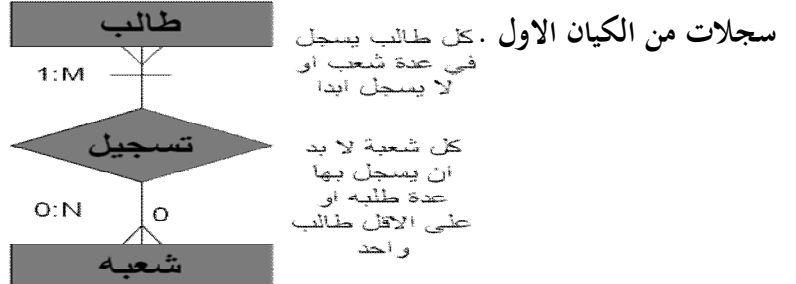 سجلات من الكيان الاول .
طالب
كل طالب يسجل
في عدة شعب او
لا يسجل ابدا
1:M
تسجيل
كل شعبة لا بد
ان يسجل بها
عدة طلبه او
على الاقل طالب
واحد
0:N
0
شعبه